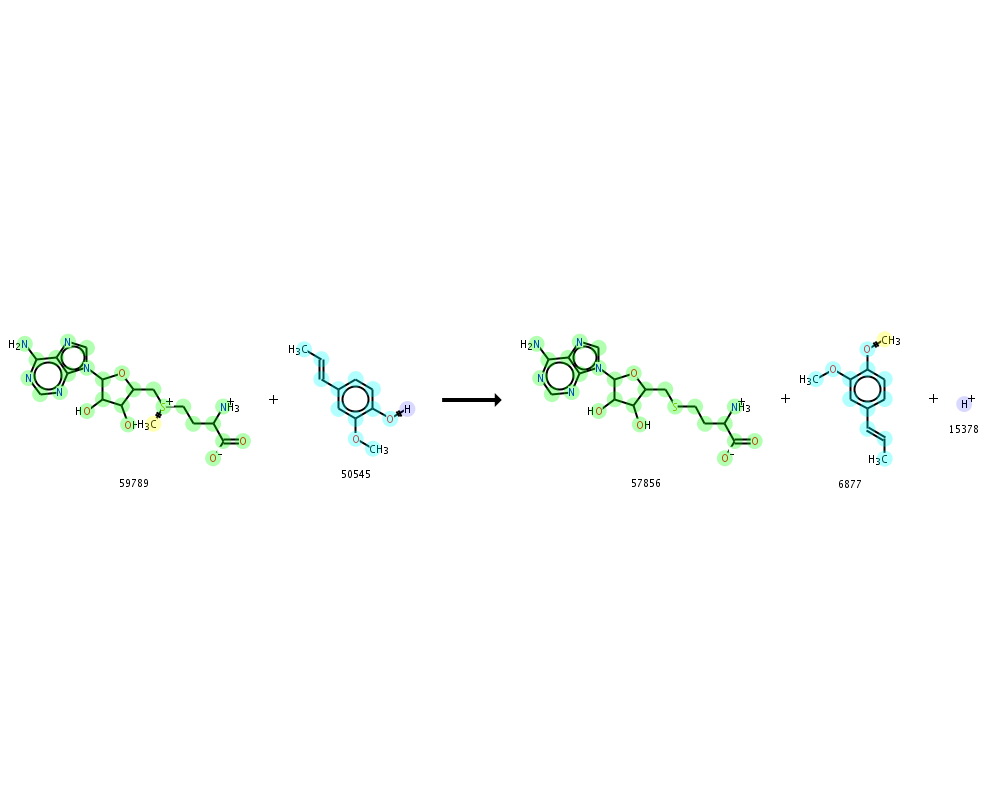 H2N N N N N O HO OH S+ H3C NH3+ O O-
59789
+
H3C O H O CH3
50545
H2N N N N N O HO OH S NH3+ O O-
57856
+
O CH3 O H3C H3C
6877
+
H+
15378